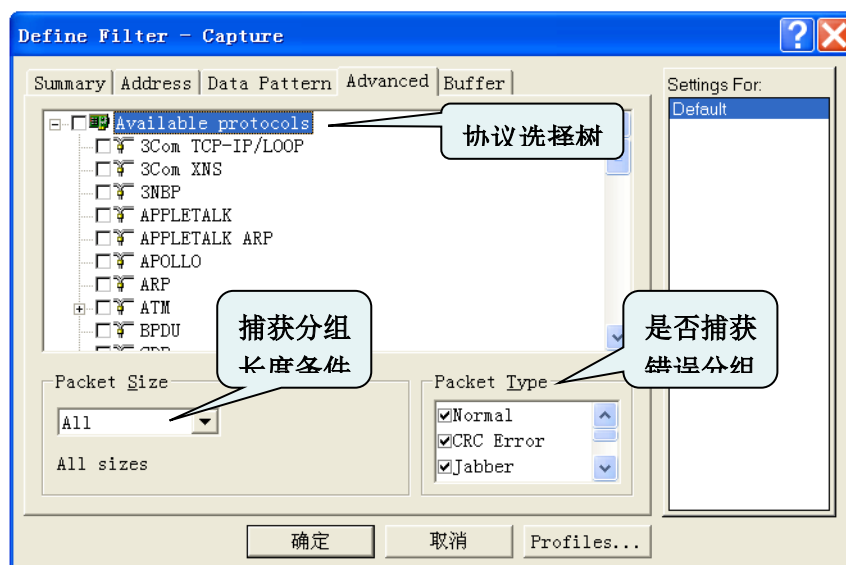 Define Filter - Capture
Summary
Address
Data Pattern
Advanced
Buffer
Settings For:
Default
Available protocols
3Com TCP-IP/LOOP
3Com XNS
3NBP
APPLETALK
APPLETALK ARP
APOLLO
ARP
ATM
BPDU
协议选择树
捕获分组
长度条件
是否捕获
错误分组
Packet Size
All
All sizes
Packet Type
Normal
CRC Error
Jabber
确定
取消
Profiles...